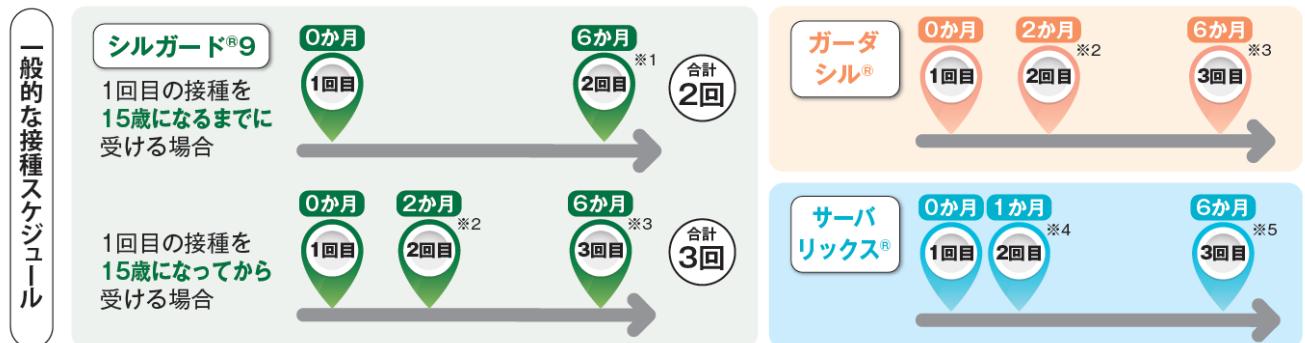 一般的な接種スケジュール
シルガード®9
1回目の接種を
15歳になるまでに
受ける場合
0か月
1回目
6か月
※1
2回目
合計
2回
1回目の接種を
15歳になってから
受ける場合
0か月
1回目
2か月
※2
2回目
6か月
※3
3回目
合計
3回
ガーダ
シル®
0か月
1回目
2か月
※2
2回目
6か月
※3
3回目
サーバ
リックス®
0か月
1回目
1か月
※4
2回目
6か月
※5
3回目